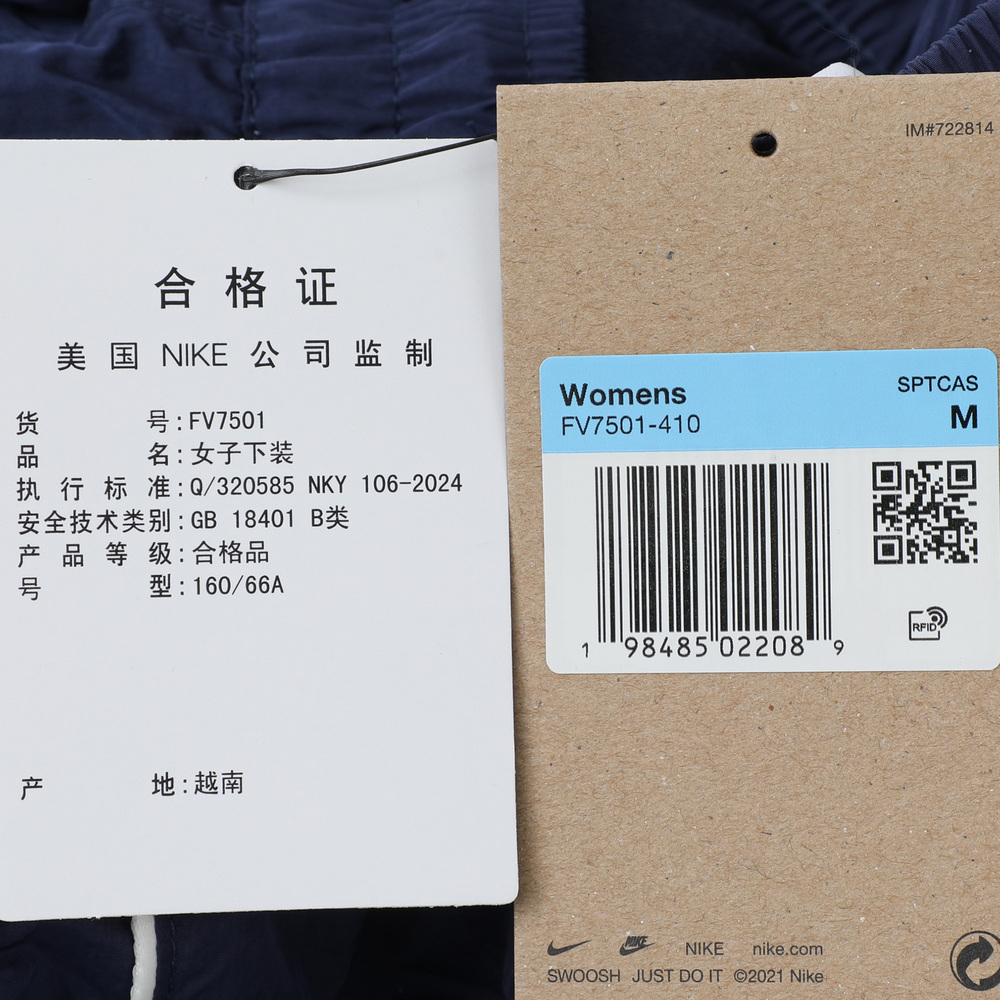 合格证
美国 NIKE 公司监制
货号:FV7501
品名:女子下装
执行标准:Q/320585 NKY 106-2024
安全技术类别:GB 18401 B类
产品等级:合格品
号型:160/66A
产地:越南
IM#722814
Womens
SPTCAS
FV7501-410
M
1 98485 02208 9
RFID
NIKE NIKE nike.com
SWOOSH JUST DO IT ©2021 Nike